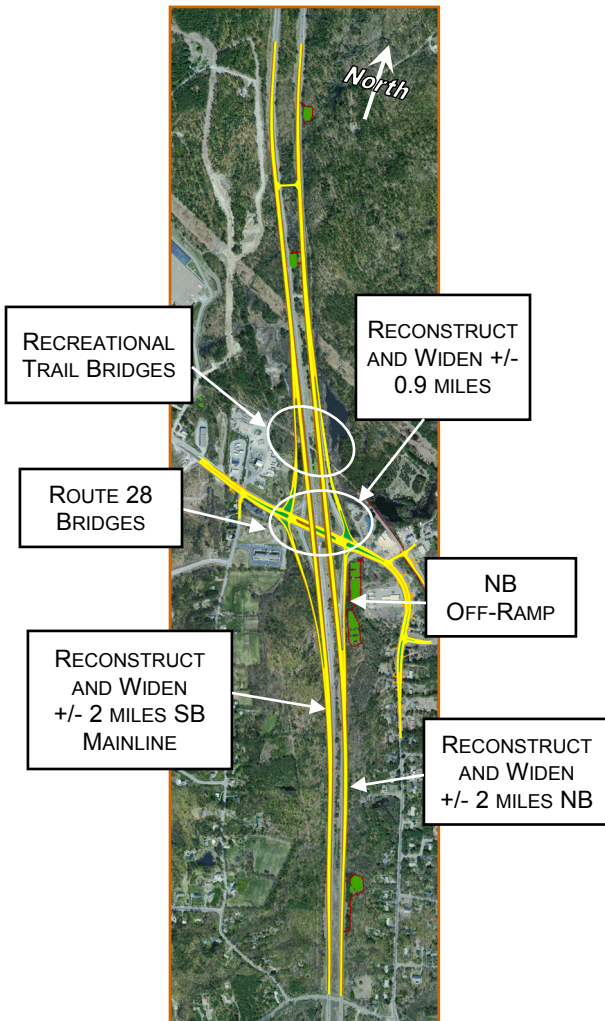 North
RECREATIONAL
TRAIL BRIDGES
RECONSTRUCT
AND WIDEN +/-
0.9 MILES
ROUTE 28
BRIDGES
NB
OFF-RAMP
RECONSTRUCT
AND WIDEN
+/- 2 MILES SB
MAINLINE
RECONSTRUCT
AND WIDEN
+/- 2 MILES NB